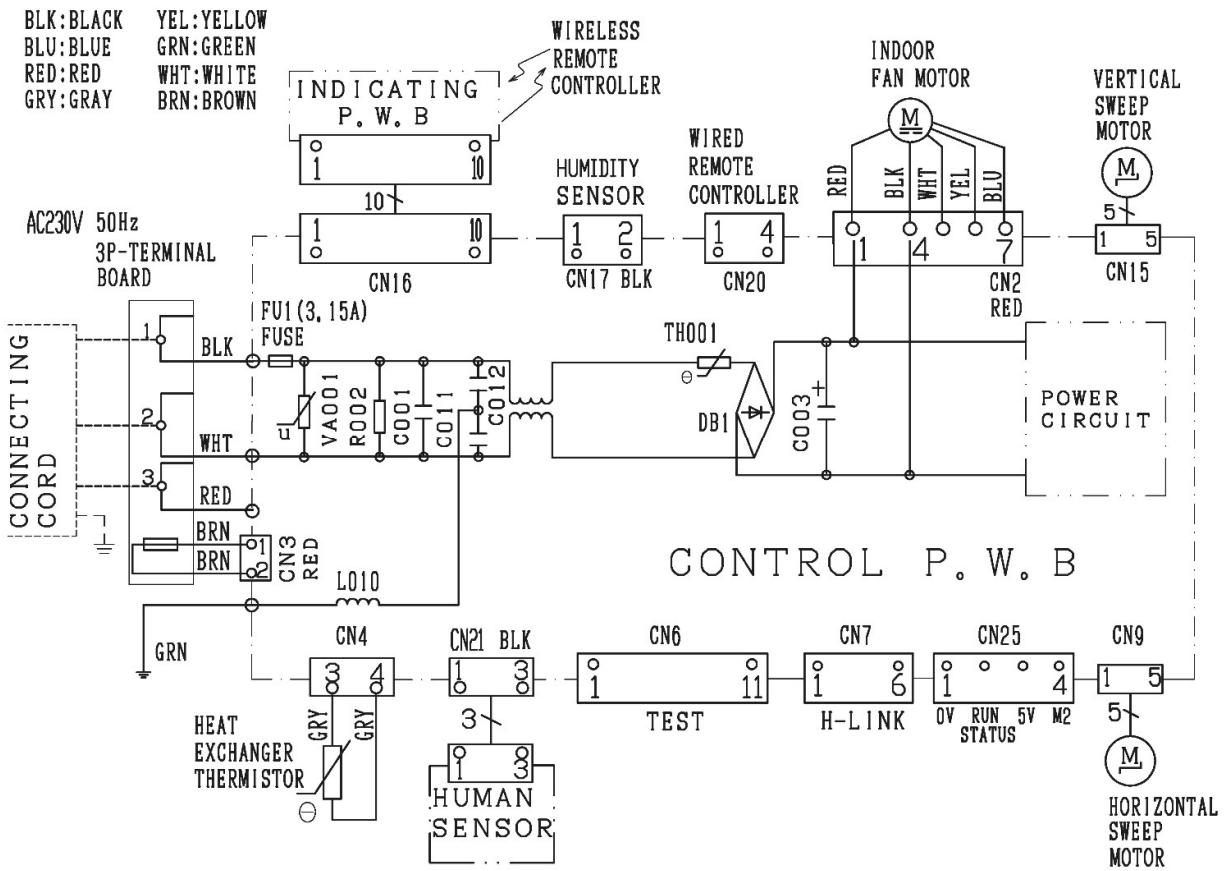 BLK:BLACK YEL:YELLOW
BLU:BLUE GRN:GREEN
RED:RED WHT:WHITE
GRY:GRAY BRN:BROWN
INDICATING
P. W. B
1 10
WIRELESS
REMOTE
CONTROLLER
10
1 10
CN16
HUMIDITY
SENSOR
1 2
CN17 BLK
WIRED
REMOTE
CONTROLLER
1 4
CN20
INDOOR
FAN MOTOR
M
RED
BLK
WHT
YEL
BLU
1 4 7
CN2
RED
VERTICAL
SWEEP
MOTOR
M
5
1 5
CN15
AC230V 50Hz
3P-TERMINAL
BOARD
CONNECTING
CORD
1
BLK
2
WHT
3
RED
BRN
BRN
1
2
CN3
RED
GRN
FU1(3.15A)
FUSE
u
VA001
R002
C001
C011
C012
L010
TH001
θ
DB1
+
C003
POWER
CIRCUIT
CONTROL P. W. B
CN4
3 4
GRY
GRY
HEAT
EXCHANGER
THERMISTOR
θ
CN21 BLK
1 3
3
1 3
HUMAN
SENSOR
CN6
1 11
TEST
CN7
1 6
H-LINK
CN25
1 4
0V RUN 5V M2
STATUS
CN9
1 5
5
M
HORIZONTAL
SWEEP
MOTOR